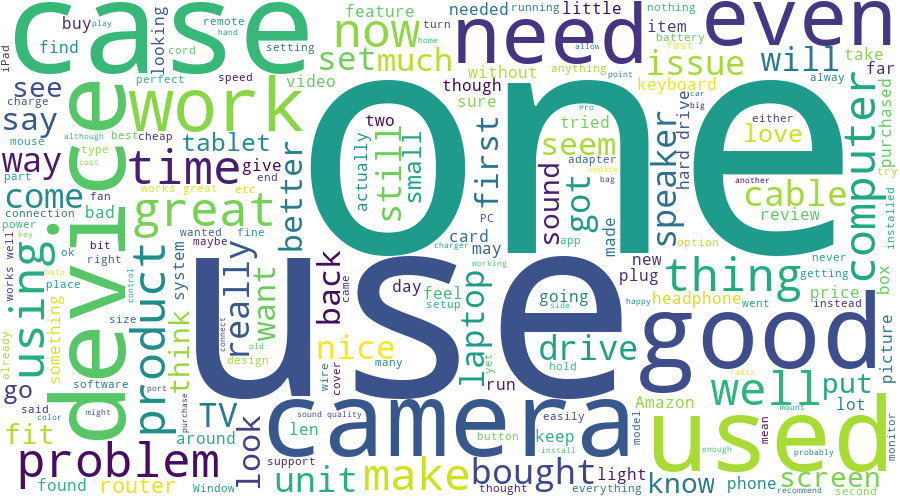 one
use
case
need
even
good
used
camera
device
work
time
great
product
problem
using
now
set
much
issue
will
computer
speaker
cable
thing
well
drive
laptop
make
bought
unit
know
screen
put
TV
look
fit
go
come
way
say
see
find
buy
looking
iPad
remote
hand
cord
turn
play
feature
setting
perfect
speed
video
home
needed
running
little
nothing
item
battery
fast
allow
anything
point
without
though
sure
keyboard
take
far
alway
purchased
try
installed
charge
mouse
although
best
cheap
type
cost
part
tablet
give
end
works great
etc
fan
connection
bad
power
key
ok
bit
right
wanted
maybe
fine
works well
help
place
control
system
think
better
really
want
back
came
actually
still
small
two
first
PC
card
may
got
sound
seem
tried
adapter
update
bag
Pro
made
app
hard drive
car
big
either
love
another
review
option
never
getting
new
plug
box
price
instead
headphone
went
picture
happy
radio
Amazon
lot
mount
monitor
enough
mean
probably
recommend
second
phone
light
everything
model
keep
install
easily
button
hold
side
going
working
charger
day
feel
setup
yet
run
nice
many
wire
cover
connect
old
design
size
something
already
software
port
might
said
color
purchase
around
len
sound quality
support
thought
found
router
Window